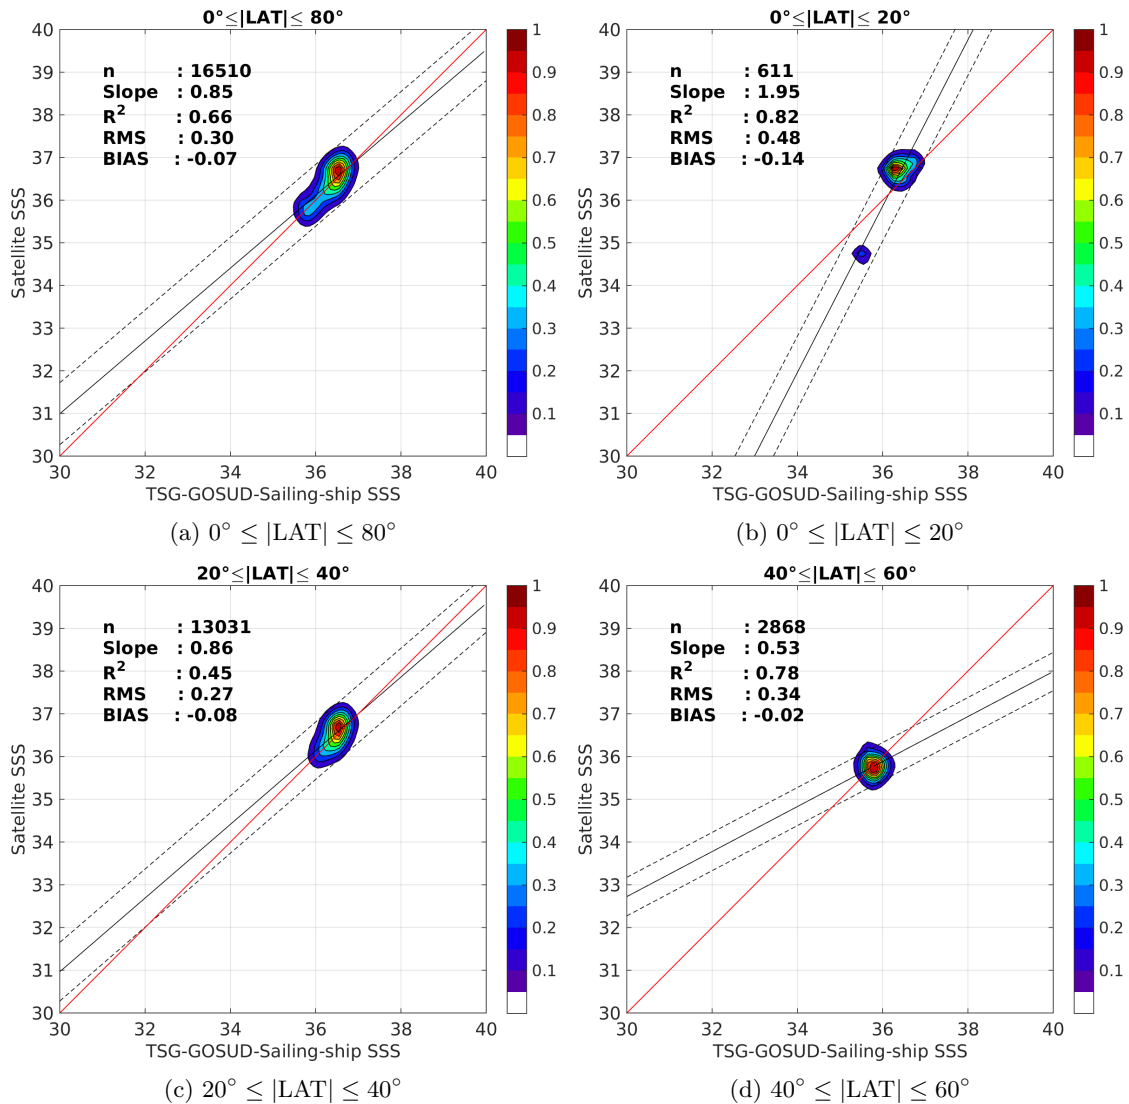 0°≤|LAT|≤ 80°
n : 16510
Slope : 0.85
R² : 0.66
RMS : 0.30
BIAS : -0.07
40
39
38
37
36
35
34
33
32
31
30
30 32 34 36 38 40
Satellite SSS
TSG-GOSUD-Sailing-ship SSS
1
0.9
0.8
0.7
0.6
0.5
0.4
0.3
0.2
0.1
(a) 0° ≤ |LAT| ≤ 80°
0°≤|LAT|≤ 20°
n : 611
Slope : 1.95
R² : 0.82
RMS : 0.48
BIAS : -0.14
40
39
38
37
36
35
34
33
32
31
30
30 32 34 36 38 40
Satellite SSS
TSG-GOSUD-Sailing-ship SSS
1
0.9
0.8
0.7
0.6
0.5
0.4
0.3
0.2
0.1
(b) 0° ≤ |LAT| ≤ 20°
20°≤|LAT|≤ 40°
n : 13031
Slope : 0.86
R² : 0.45
RMS : 0.27
BIAS : -0.08
40
39
38
37
36
35
34
33
32
31
30
30 32 34 36 38 40
Satellite SSS
TSG-GOSUD-Sailing-ship SSS
1
0.9
0.8
0.7
0.6
0.5
0.4
0.3
0.2
0.1
(c) 20° ≤ |LAT| ≤ 40°
40°≤|LAT|≤ 60°
n : 2868
Slope : 0.53
R² : 0.78
RMS : 0.34
BIAS : -0.02
40
39
38
37
36
35
34
33
32
31
30
30 32 34 36 38 40
Satellite SSS
TSG-GOSUD-Sailing-ship SSS
1
0.9
0.8
0.7
0.6
0.5
0.4
0.3
0.2
0.1
(d) 40° ≤ |LAT| ≤ 60°